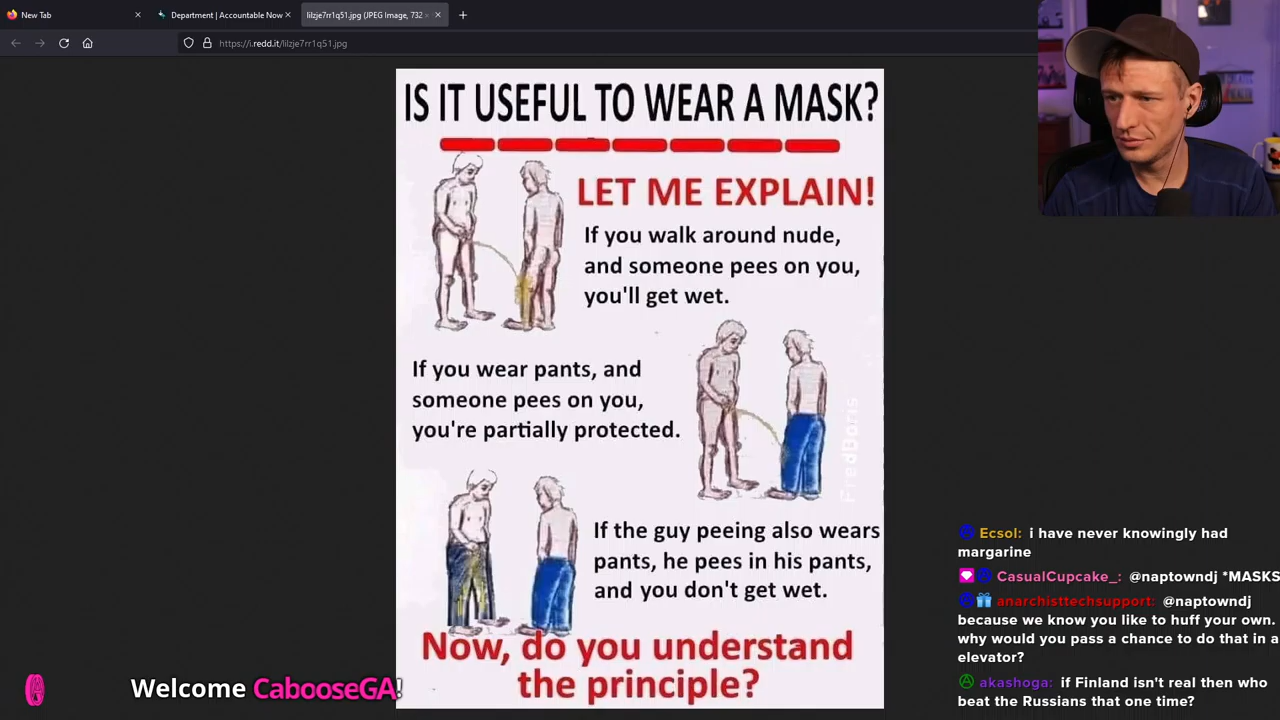 New Tab
Department | Accountable Now
lilzje7rr1q51.jpg (JPEG Image, 732
https://i.redd.it/lilzje7rr1q51.jpg
IS IT USEFUL TO WEAR A MASK?
LET ME EXPLAIN!
If you walk around nude,
and someone pees on you,
you'll get wet.
If you wear pants, and
someone pees on you,
you're partially protected.
FredBoris
If the guy peeing also wears
pants, he pees in his pants,
and you don't get wet.
Now, do you understand
the principle?
Welcome CabooseGA!
Ecsol: i have never knowingly had
margarine
CasualCupcake_: @naptowndj *MASKS
anarchisttechsupport: @naptowndj
because we know you like to huff your own.
why would you pass a chance to do that in a
elevator?
akashoga: if Finland isn't real then who
beat the Russians that one time?